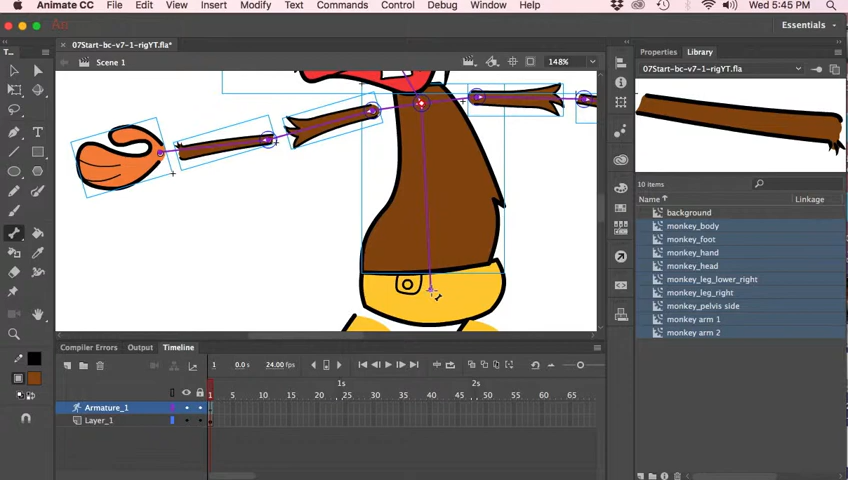 Animate CC File Edit View Insert Modify Text Commands Control Debug Window Wed 5:45 PM
An Essentials
07Start-bc-v7-1-rigYT.fla*
Scene 1 148%
Properties Library
07Start-bc-v7-1-rigYT.fla
10 items
Name Linkage
background
monkey_body
monkey_foot
monkey_hand
monkey_head
monkey_leg_lower_right
monkey_leg_right
monkey_pelvis side
monkey arm 1
monkey arm 2
Compiler Errors Output Timeline
1 0.0 s 24.00 fps
1s 2s
1 5 10 15 20 25 30 35 40 45 50 55 60 65
Armature_1
Layer_1